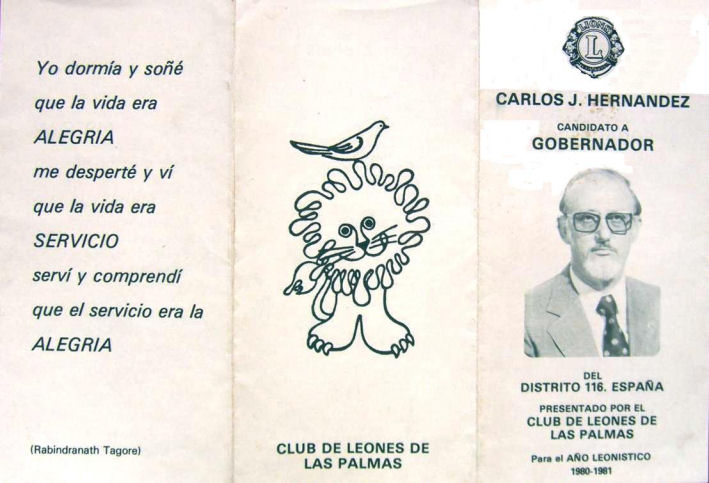 Yo dormía y soñé
que la vida era
ALEGRIA
me desperté y ví
que la vida era
SERVICIO
serví y comprendí
que el servicio era la
ALEGRIA
(Rabindranath Tagore)
CLUB DE LEONES DE
LAS PALMAS
LIONS
L
CARLOS J. HERNANDEZ
CANDIDATO A
GOBERNADOR
DEL
DISTRITO 116. ESPAÑA
PRESENTADO POR EL
CLUB DE LEONES DE
LAS PALMAS
Para el AÑO LEONISTICO
1980-1981